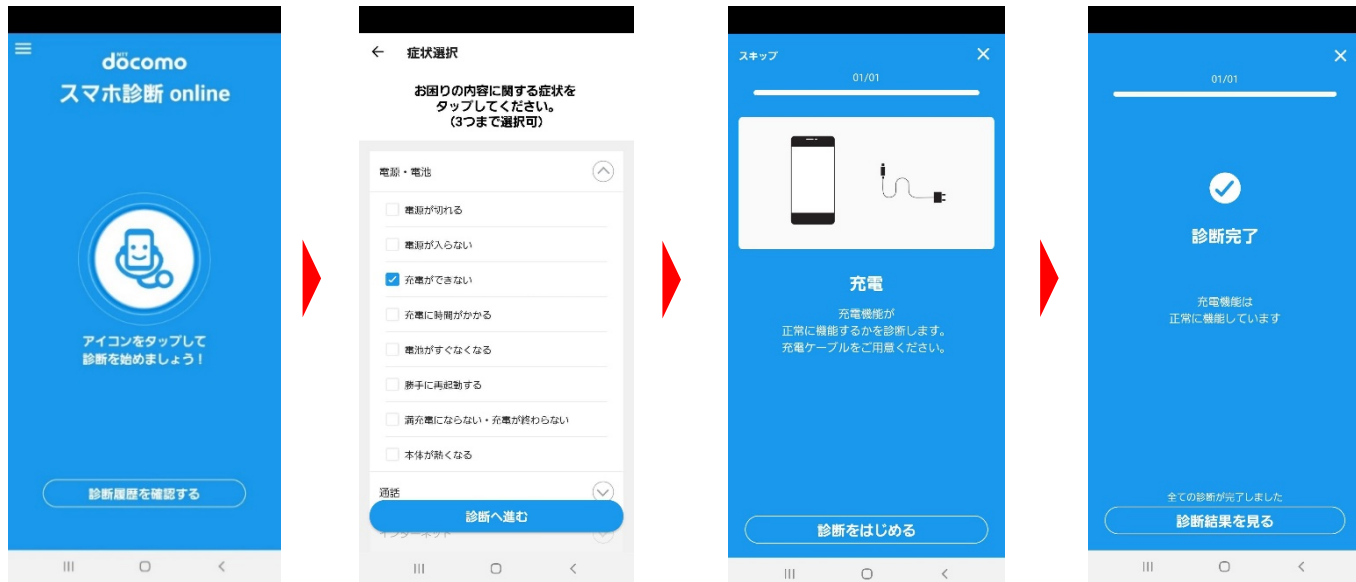 NTT
döcomo
スマホ診断 online
アイコンをタップして
診断を始めましょう！
診断履歴を確認する
症状選択
お困りの内容に関する症状を
タップしてください。
（3つまで選択可）
電源・電池
電源が切れる
電源が入らない
充電ができない
充電に時間がかかる
電池がすぐなくなる
勝手に再起動する
満充電にならない・充電が終わらない
本体が熱くなる
通話
診断へ進む
インターネット
スキップ
01/01
充電
充電機能が
正常に機能するかを診断します。
充電ケーブルをご用意ください。
診断をはじめる
01/01
診断完了
充電機能は
正常に機能しています
全ての診断が完了しました
診断結果を見る